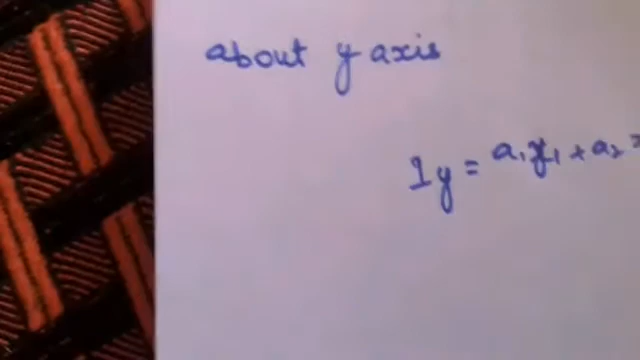 about y axis
Iy = a₁x₁ + a₂